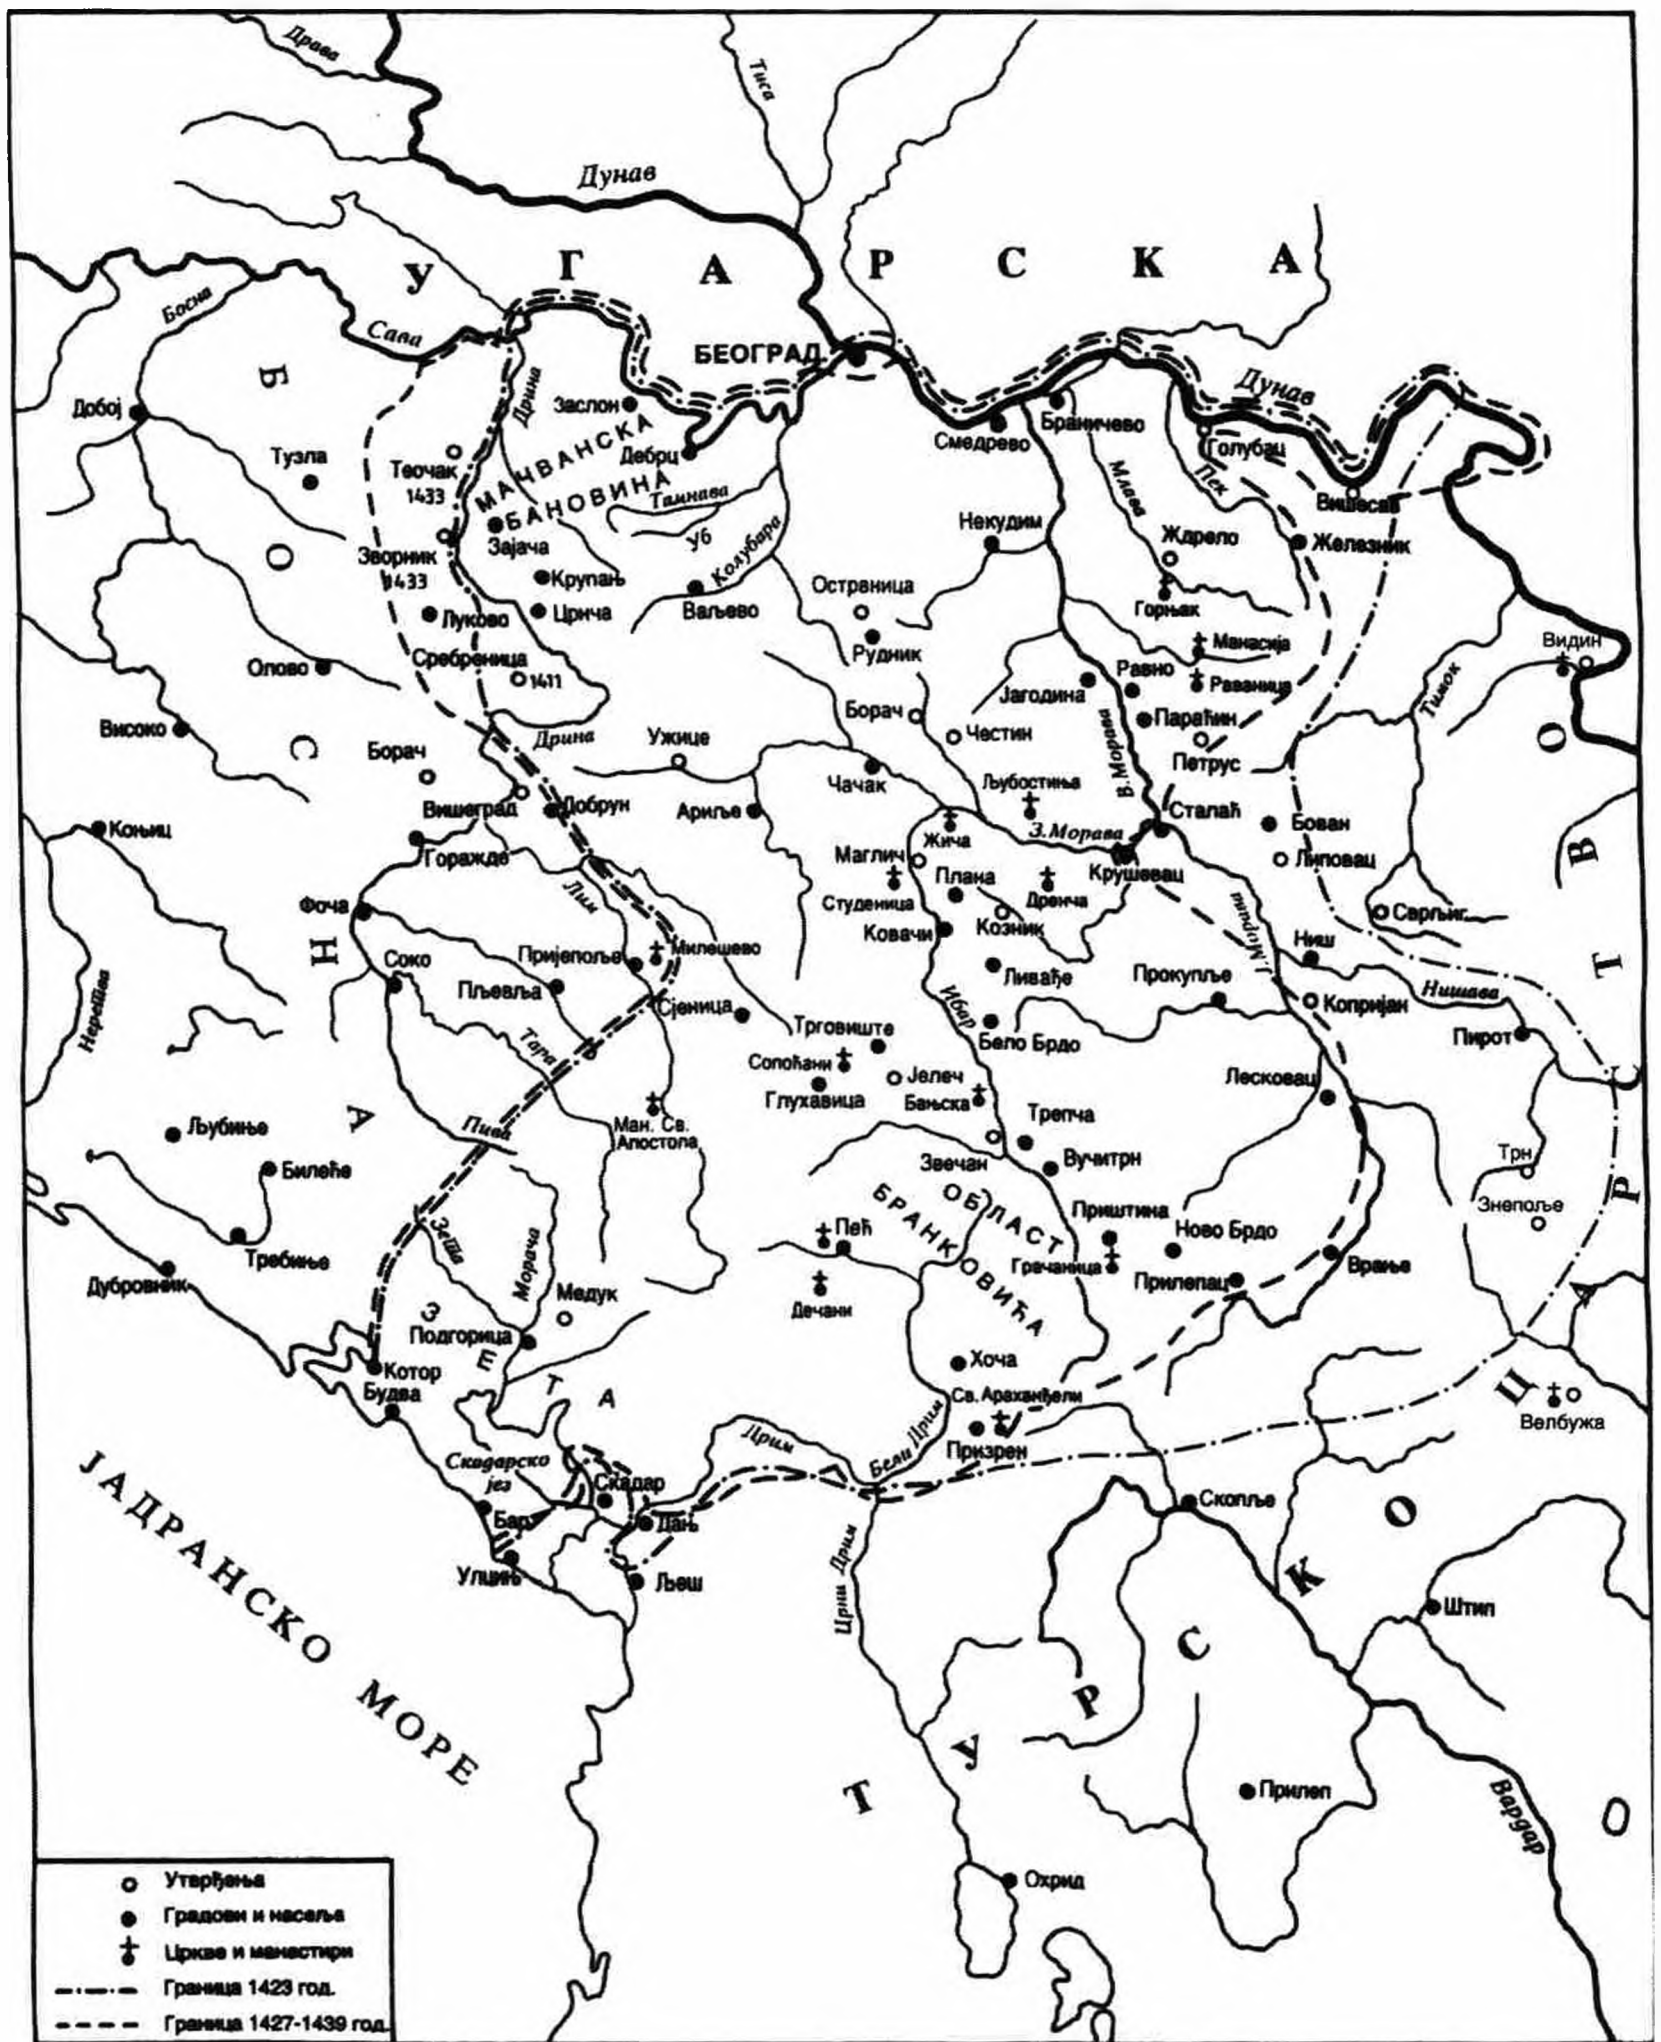 Драва
Тиса
Дунав
УГАРСКА
Босна
Сава
БЕОГРАД
Дунав
Дрина
Заслон
Добој
Смедерево
Браничево
Голубац
Тузла
Теочак
1433
МАЧВАНСКА
БАНОВИНА
Дебрц
Тамнава
Уб
Колубара
Млава
Пек
Вишесав
Зајача
Некудим
Ждрело
Железник
Зворник
1433
Крупањ
Црнча
Ваљево
Островица
Горњак
Луково
Рудник
Манасија
Видин
Сребреница
1411
Олово
Јагодина
Равно
Раваница
Тимок
Високо
Борач
Дрина
Ужице
Борач
Честин
В. Морава
Параћин
Петрус
Вишеград
Добрун
Ариље
Чачак
Љубостиња
Сталаћ
Бован
Коњиц
Горажде
Жича
З. Морава
Маглич
Липовац
Крушевац
Плана
Студеница
Дренча
Фоча
Лим
Ковачи
Козник
Ј. Морава
Сврљиг
Соко
Пријепоље
Милешево
Ниш
Пљевља
Сјеница
Ливађе
Прокупље
Нишава
Копријан
Неретва
Ибар
Трговиште
Бело Брдо
Пирот
Тара
Сопоћани
Јелеч
Лесковац
Глухавица
Бањска
Трепча
Љубиње
Пива
Ман. Св.
Апостола
Звечан
Вучитрн
Трн
Билеће
ОБЛАСТ
БРАНКОВИЋА
Знепоље
Приштина
Ново Брдо
Пећ
Зета
Морача
Требиње
Грачаница
Врање
Дубровник
Прилепац
Медук
Дечани
БОСНА
Подгорица
ЗЕТА
Котор
Будва
Хоча
Св. Арханђели
Призрен
Велбужд
Дрим
Бели Дрим
Скадарско
јез
Скадар
Скопље
Бар
Дањ
Улцињ
Љеш
Црни Дрим
Штип
ЈАДРАНСКО МОРЕ
ТУРСКО ЦАРСТВО
Прилеп
Вардар
Охрид
О
Утврђења
Градови и насеља
Цркве и манастири
Граница 1423 год.
Граница 1427-1439 год.